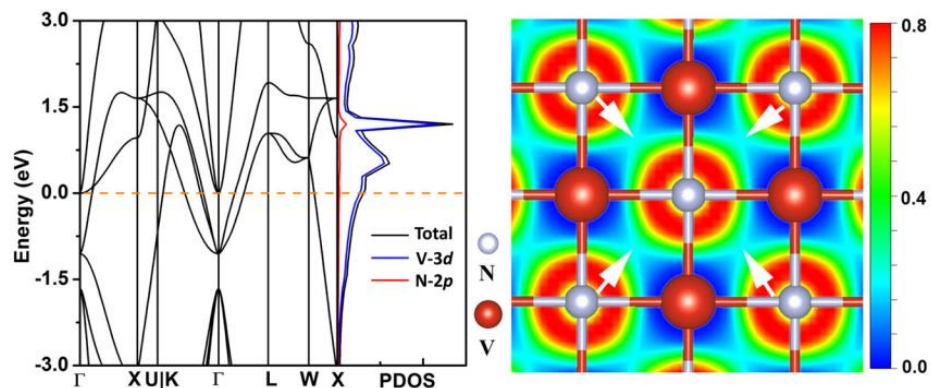 3.0
1.5
0.0
-1.5
-3.0
Energy (eV)
Total
V-3d
N-2p
Γ X U|K Γ L W X PDOS
N
V
0.8
0.4
0.0